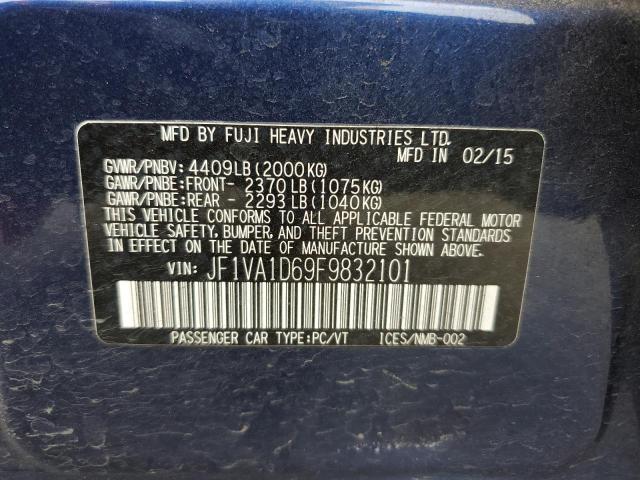 MFD BY FUJI HEAVY INDUSTRIES LTD.
MFD IN 02/15
GVWR/PNBV: 4409LB(2000KG)
GAWR/PNBE:FRONT- 2370LB(1075KG)
GAWR/PNBE:REAR - 2293LB(1040KG)
THIS VEHICLE CONFORMS TO ALL APPLICABLE FEDERAL MOTOR
VEHICLE SAFETY, BUMPER, AND THEFT PREVENTION STANDARDS
IN EFFECT ON THE DATE OF MANUFACTURE SHOWN ABOVE.
VIN: JF1VA1D69F9832101
PASSENGER CAR TYPE:PC/VT ICES/NMB-002